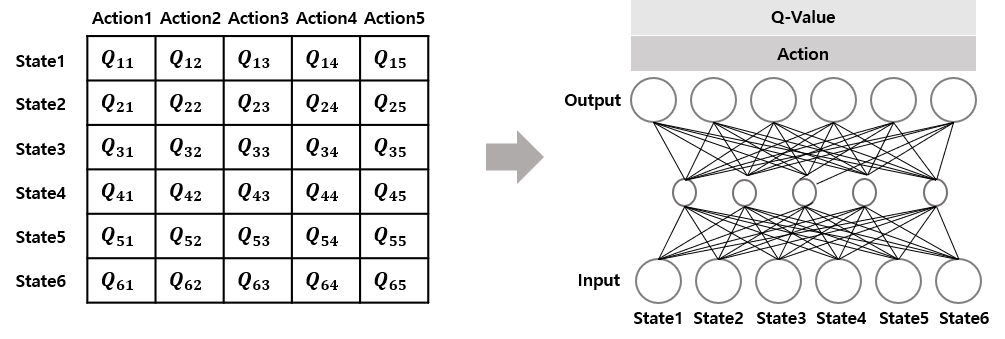 Action1 Action2 Action3 Action4 Action5
State1 Q11 Q12 Q13 Q14 Q15
State2 Q21 Q22 Q23 Q24 Q25
State3 Q31 Q32 Q33 Q34 Q35
State4 Q41 Q42 Q43 Q44 Q45
State5 Q51 Q52 Q53 Q54 Q55
State6 Q61 Q62 Q63 Q64 Q65
Q-Value
Action
Output
Input
State1 State2 State3 State4 State5 State6